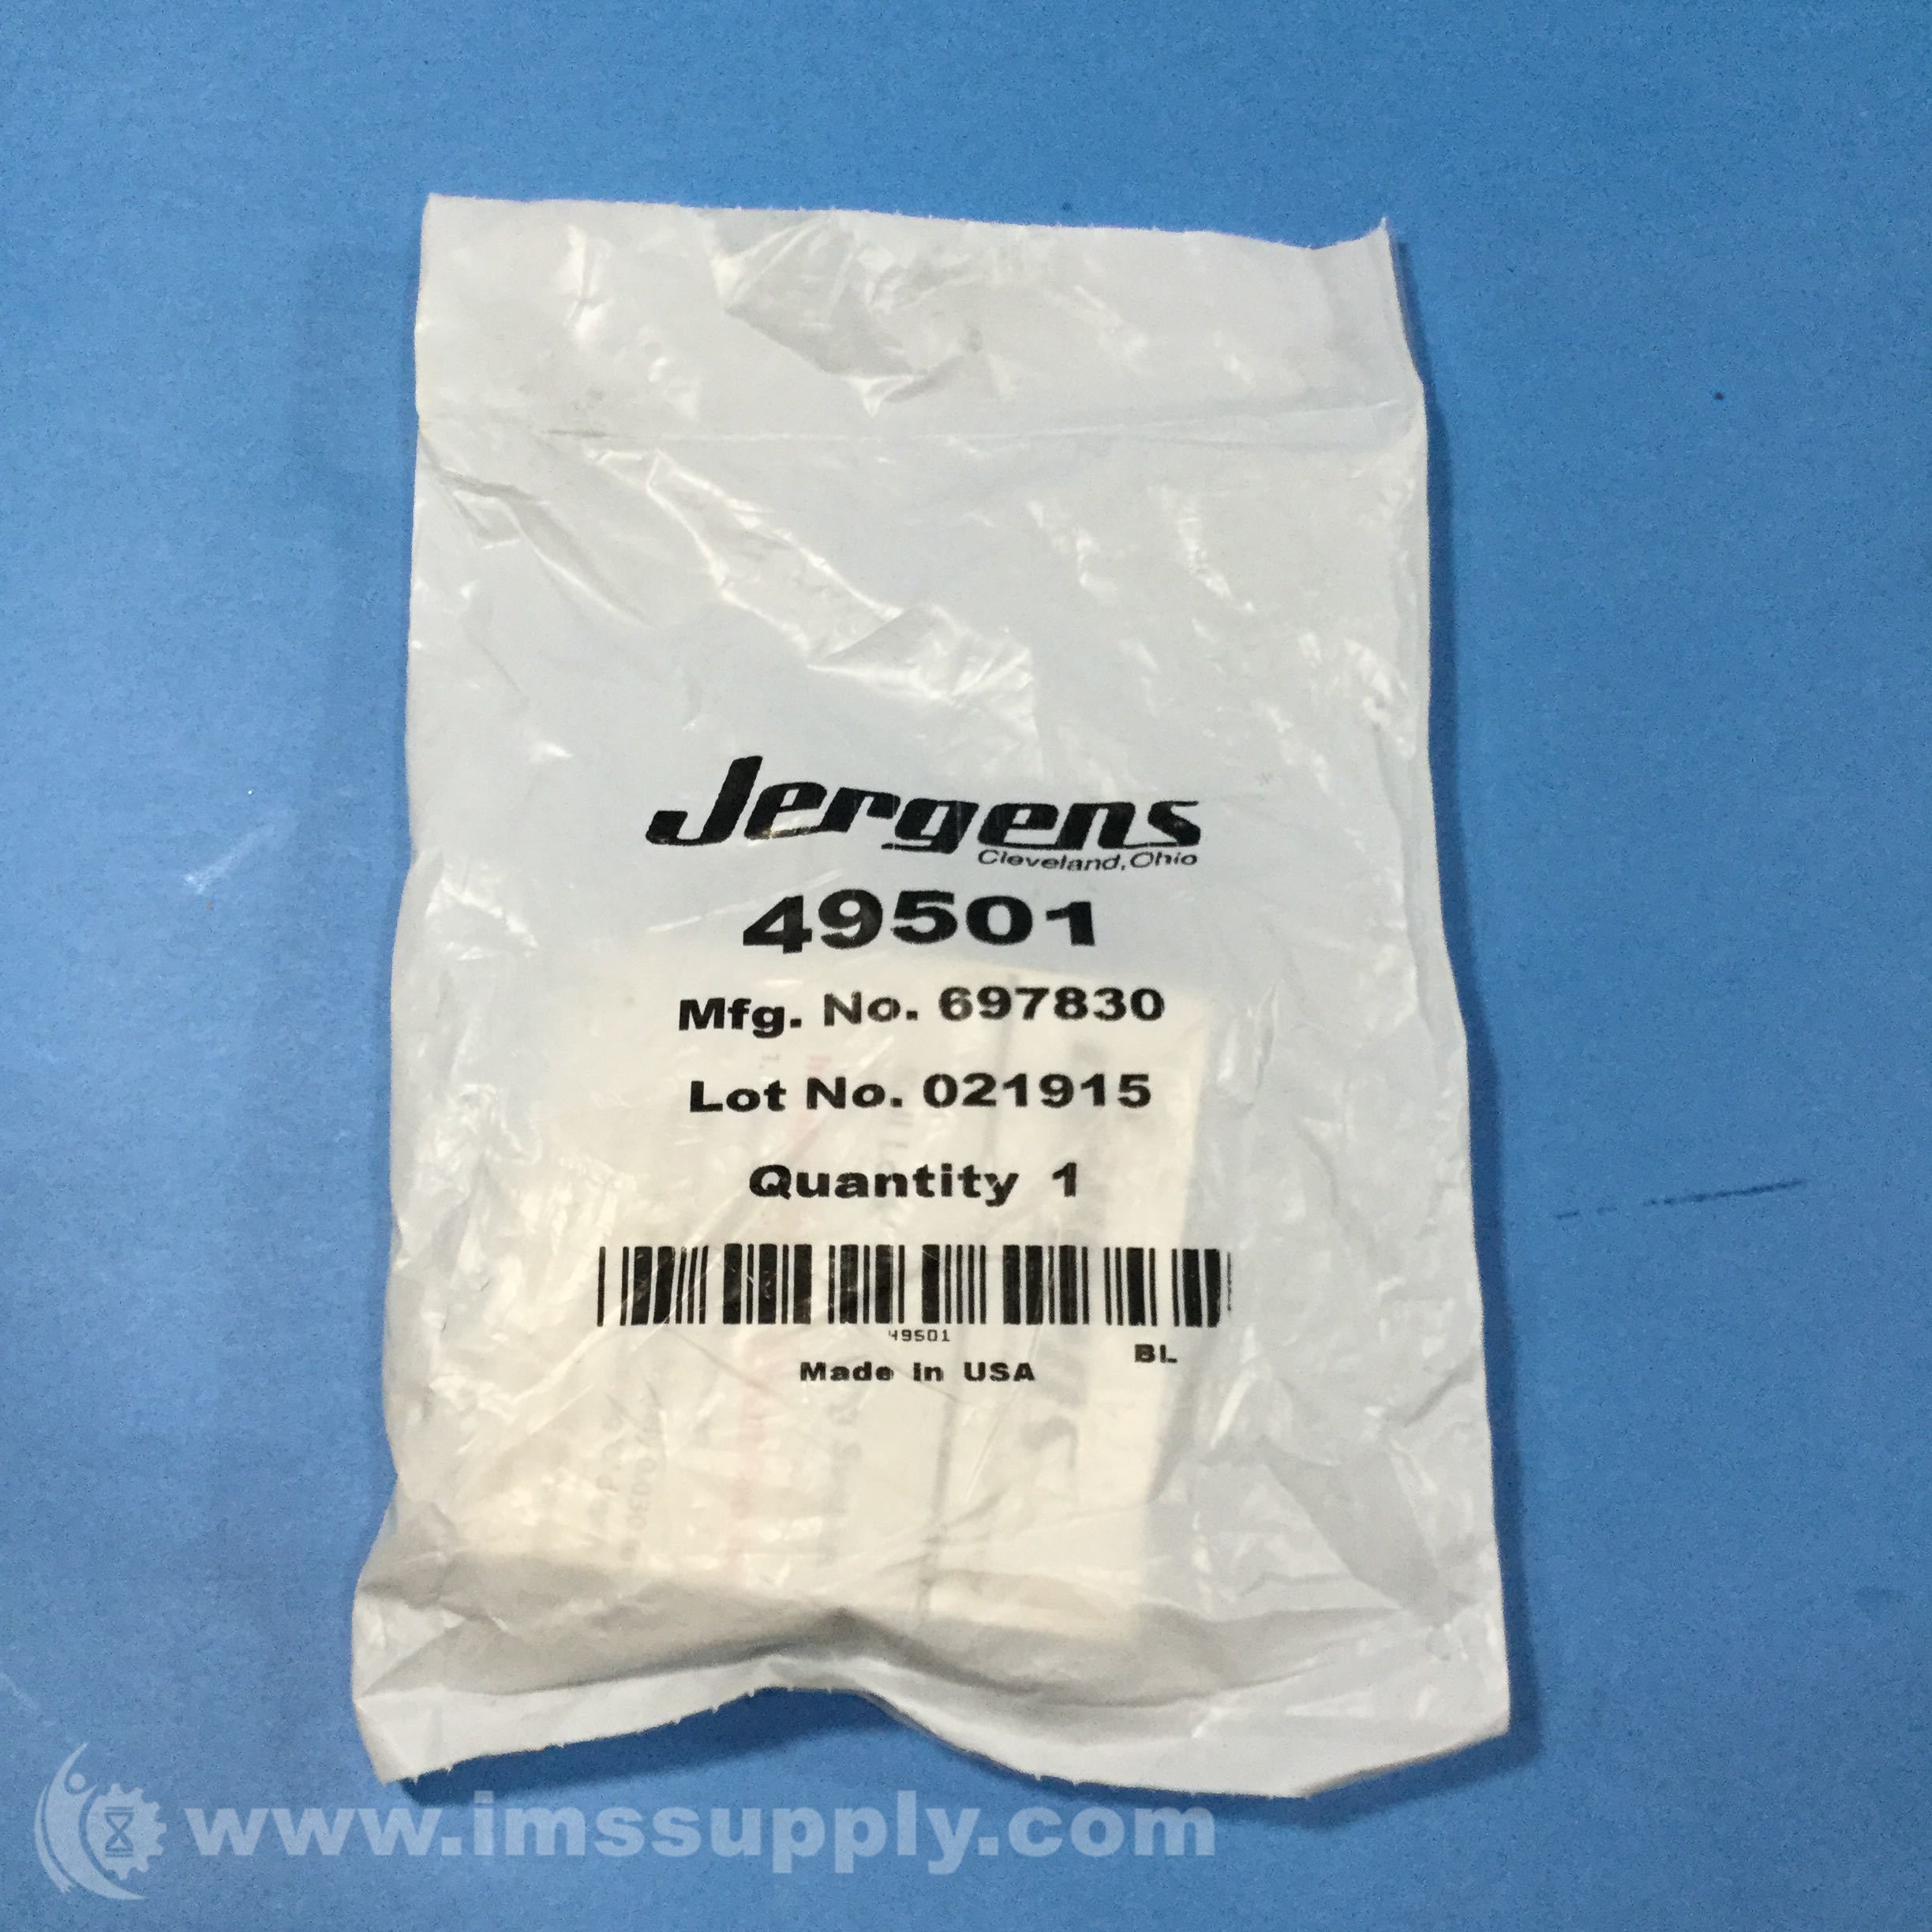 Jergens
Cleveland, Ohio
49501
Mfg. No. 697830
Lot No. 021915
Quantity 1
49501
BL
Made in USA
www.imssupply.com